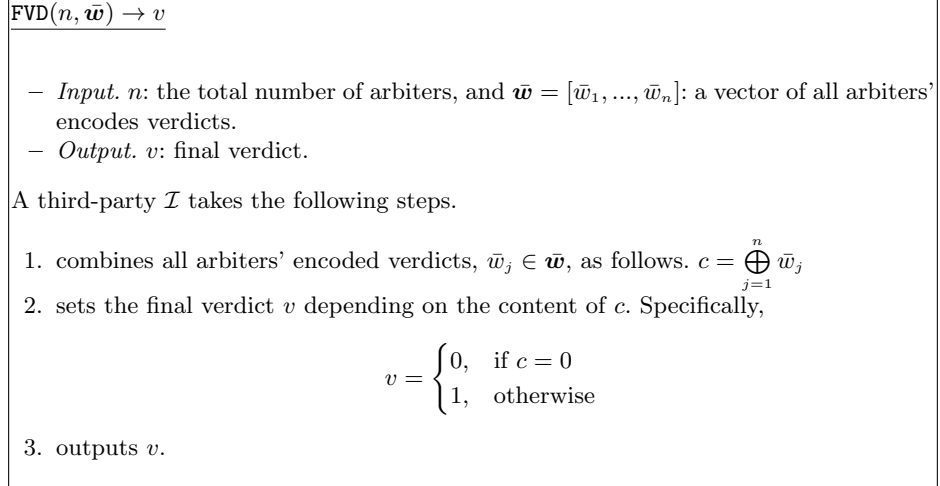 FVD(n, w̄) → v
– Input. n: the total number of arbiters, and w̄ = [w̄₁, ..., w̄ₙ]: a vector of all arbiters'
encodes verdicts.
– Output. v: final verdict.
A third-party I takes the following steps.
1. combines all arbiters' encoded verdicts, w̄ⱼ ∈ w̄, as follows. c = ⊕ⁿⱼ₌₁ w̄ⱼ
2. sets the final verdict v depending on the content of c. Specifically,
v = { 0, if c = 0
1, otherwise
3. outputs v.